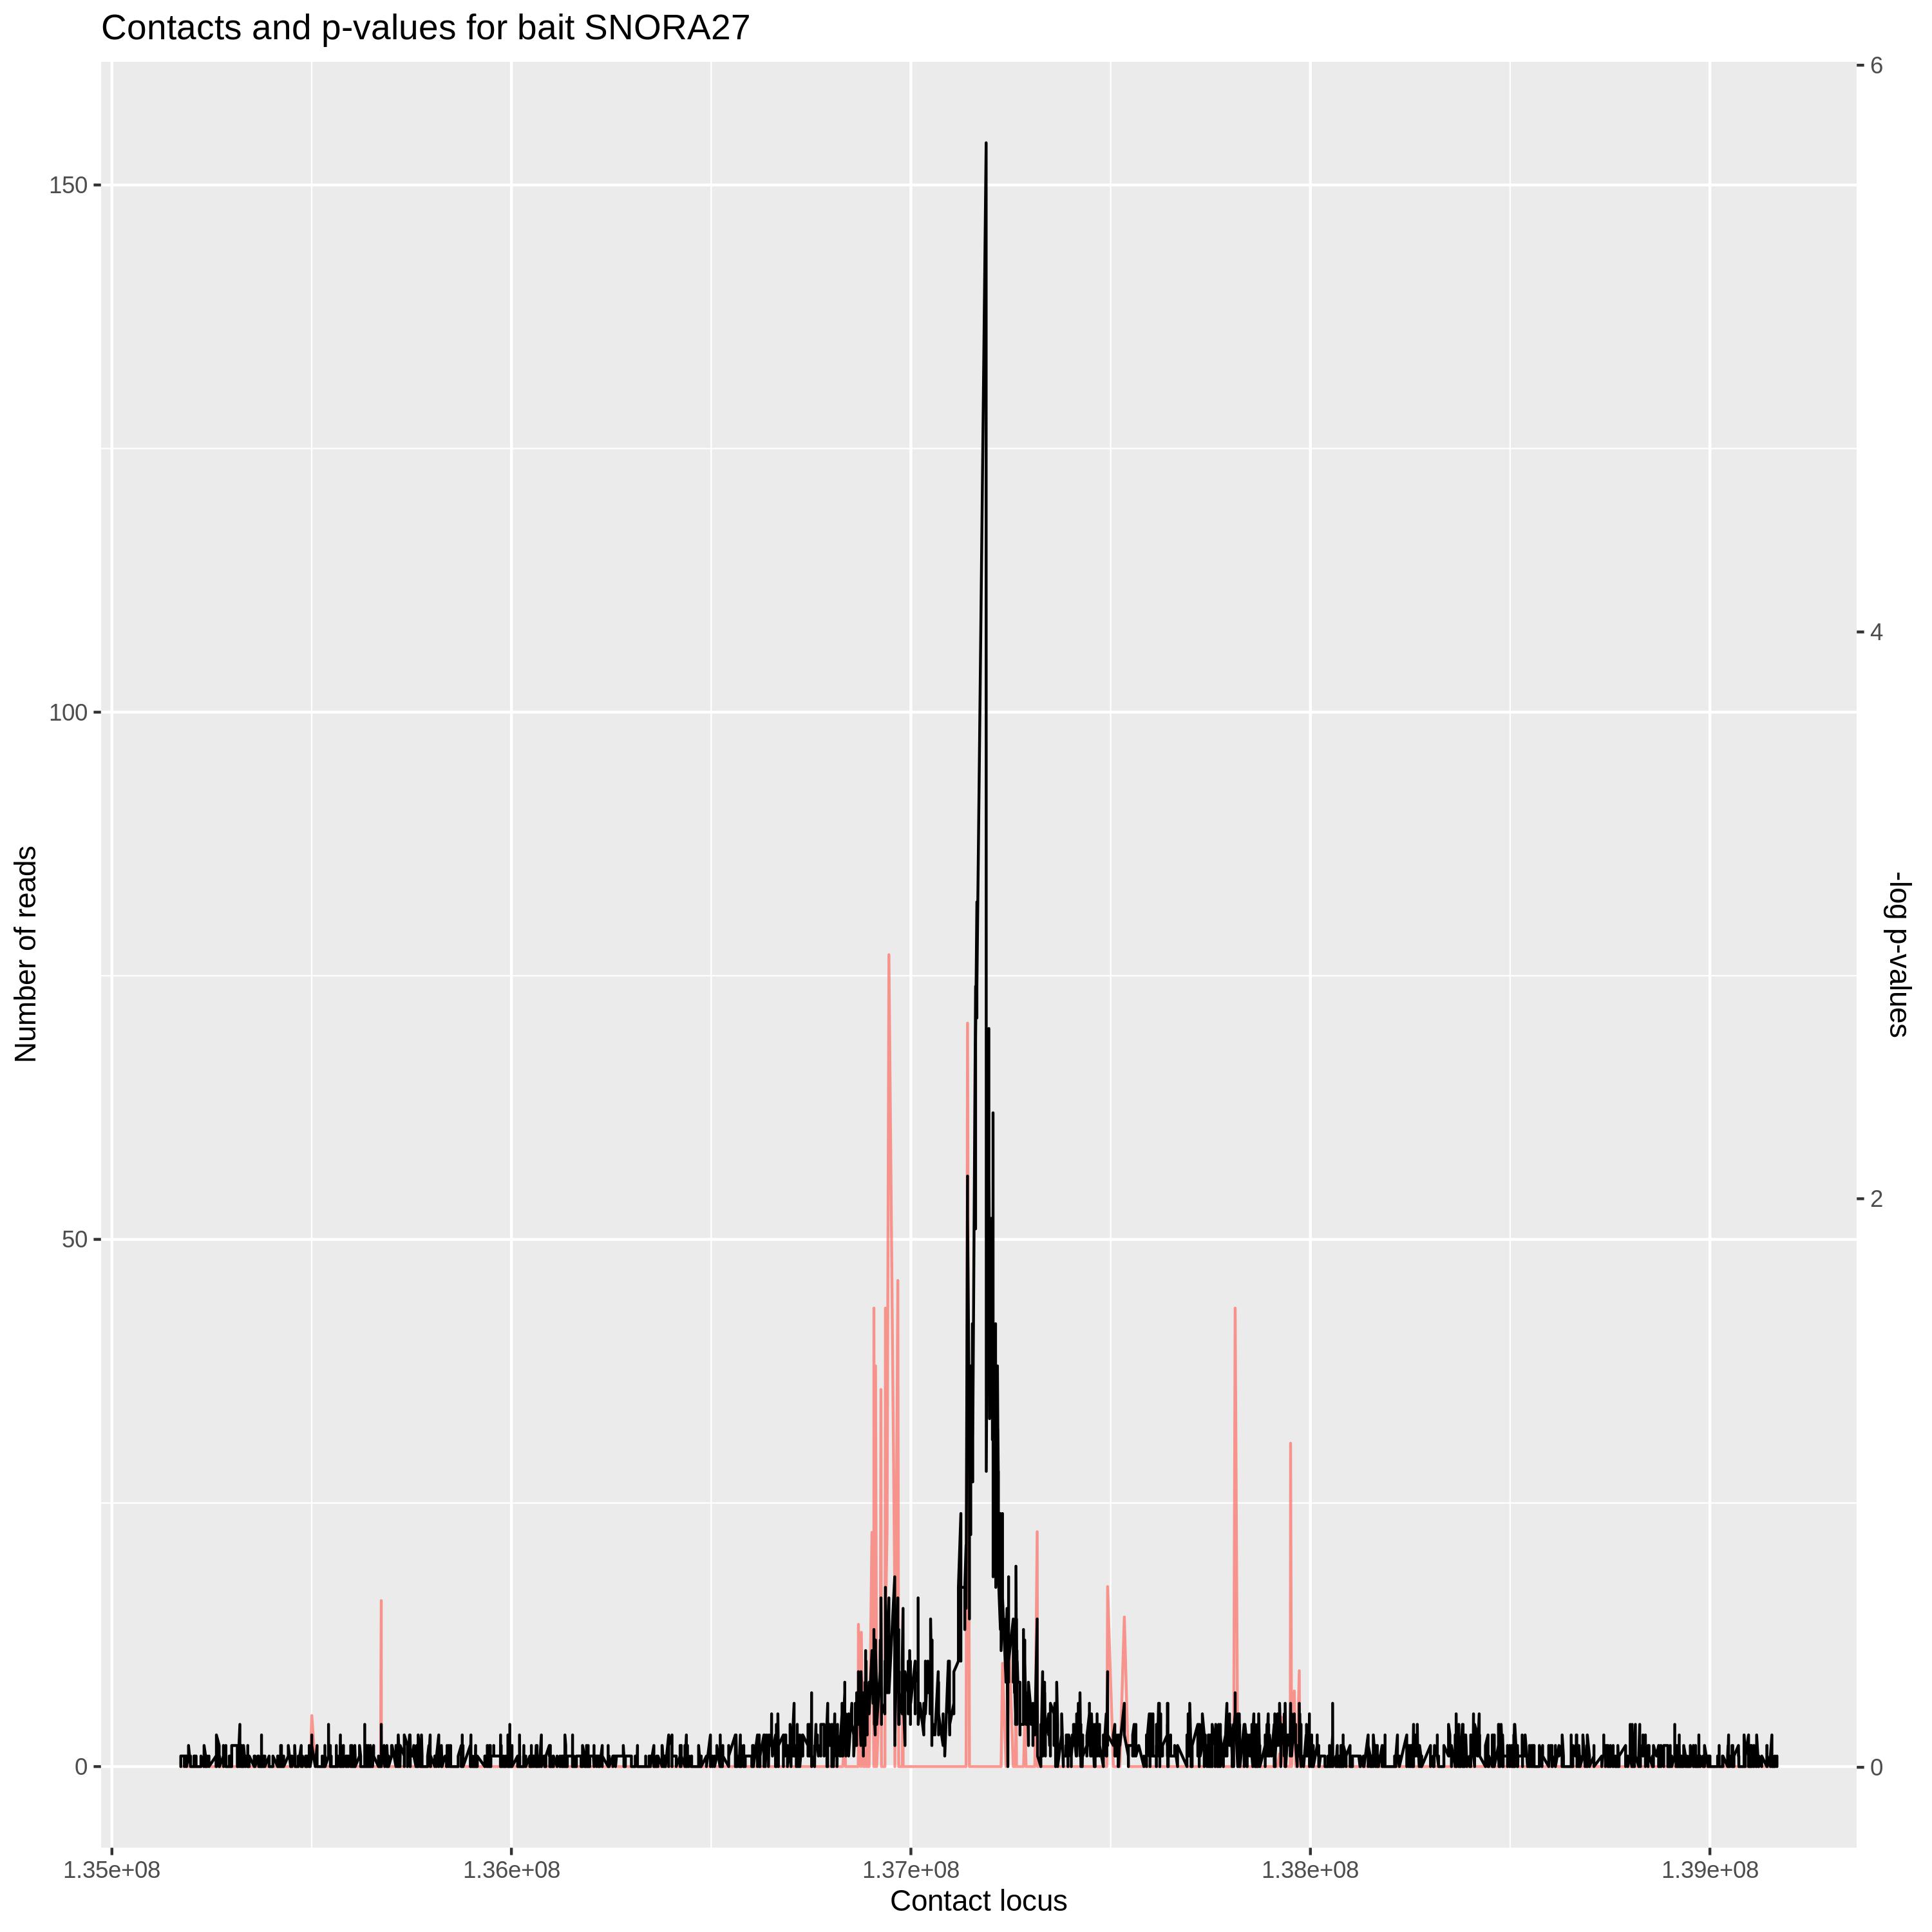 Contacts and p-values for bait SNORA27
150
100
50
0
6
4
2
0
Number of reads
-log p-values
1.35e+08
1.36e+08
1.37e+08
1.38e+08
1.39e+08
Contact locus